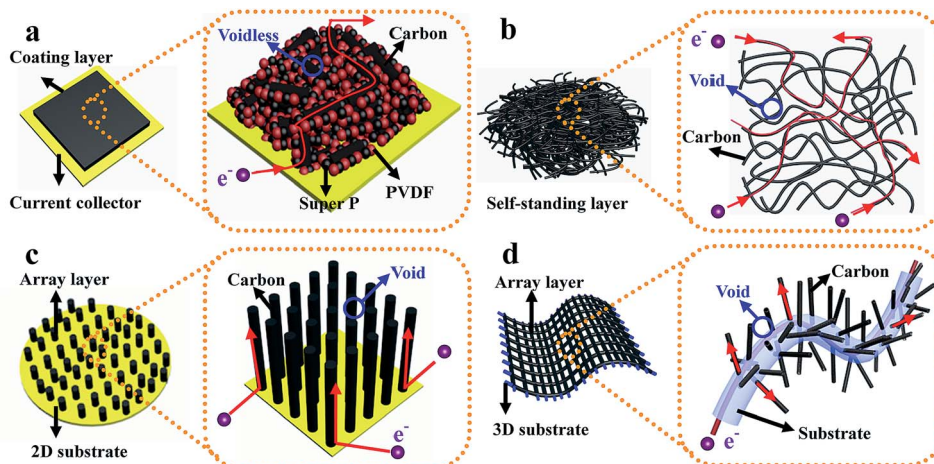 a
Coating layer
Current collector
Voidless
Carbon
e-
Super P
PVDF
b
Self-standing layer
e-
Void
Carbon
c
Array layer
2D substrate
Carbon
Void
e-
d
Array layer
3D substrate
Void
Carbon
e-
Substrate